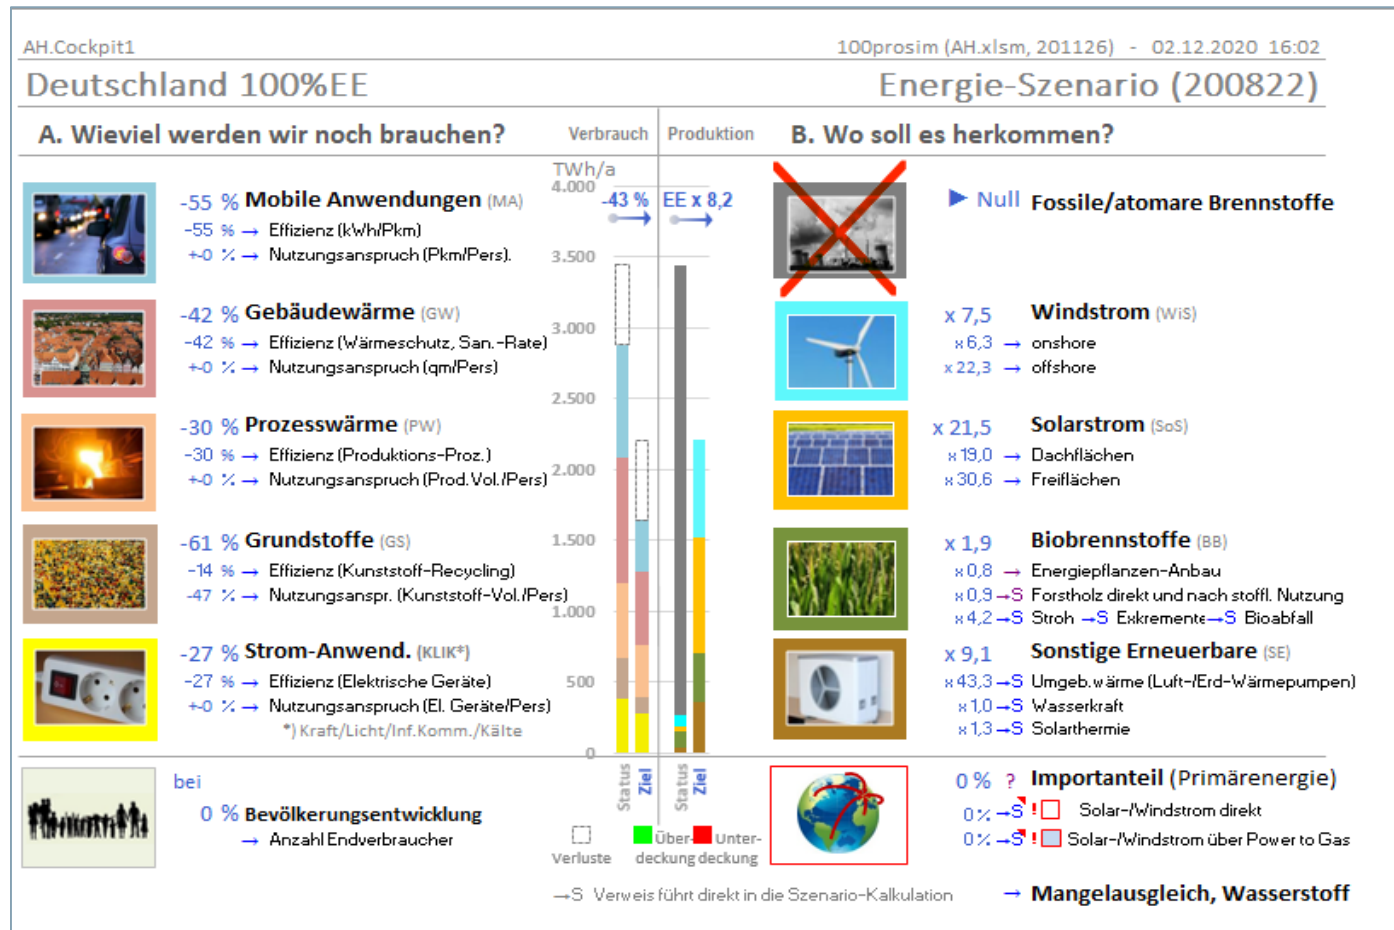 AH.Cockpit1
100prosim (AH.xlsm, 201126) - 02.12.2020 16:02
Deutschland 100%EE
Energie-Szenario (200822)
A. Wieviel werden wir noch brauchen?
Verbrauch
Produktion
B. Wo soll es herkommen?
TWh/a
4.000
3.500
3.000
2.500
2.000
1.500
1.000
500
0
-43 %
EE x 8,2
-55 % Mobile Anwendungen (MA)
-55 % → Effizienz (kWh/Pkm)
+-0 % → Nutzungsanspruch (Pkm/Pers).
-42 % Gebäudewärme (GW)
-42 % → Effizienz (Wärmeschutz, San.-Rate)
+-0 % → Nutzungsanspruch (qm/Pers)
-30 % Prozesswärme (PW)
-30 % → Effizienz (Produktions-Proz.)
+-0 % → Nutzungsanspruch (Prod.Vol./Pers)
-61 % Grundstoffe (GS)
-14 % → Effizienz (Kunststoff-Recycling)
-47 % → Nutzungsanspr. (Kunststoff-Vol./Pers)
-27 % Strom-Anwend. (KLIK*)
-27 % → Effizienz (Elektrische Geräte)
+-0 % → Nutzungsanspruch (El. Geräte/Pers)
*) Kraft/Licht/Inf.Komm./Kälte
bei
0 % Bevölkerungsentwicklung
→ Anzahl Endverbraucher
Status
Ziel
Status
Ziel
Verluste
Über-deckung
Unter-deckung
→S Verweis führt direkt in die Szenario-Kalkulation
► Null Fossile/atomare Brennstoffe
x 7,5 Windstrom (WiS)
x 6,3 → onshore
x 22,3 → offshore
x 21,5 Solarstrom (SoS)
x 19,0 → Dachflächen
x 30,6 → Freiflächen
x 1,9 Biobrennstoffe (BB)
x 0,8 → Energiepflanzen-Anbau
x 0,9 →S Forstholz direkt und nach stoffl. Nutzung
x 4,2 →S Stroh →S Exkremente →S Bioabfall
x 9,1 Sonstige Erneuerbare (SE)
x 43,3 →S Umgeb.wärme (Luft-/Erd-Wärmepumpen)
x 1,0 →S Wasserkraft
x 1,3 →S Solarthermie
0 % ? Importanteil (Primärenergie)
0 % →S ! Solar-/Windstrom direkt
0 % →S ! Solar-/Windstrom über Power to Gas
→ Mangelausgleich, Wasserstoff